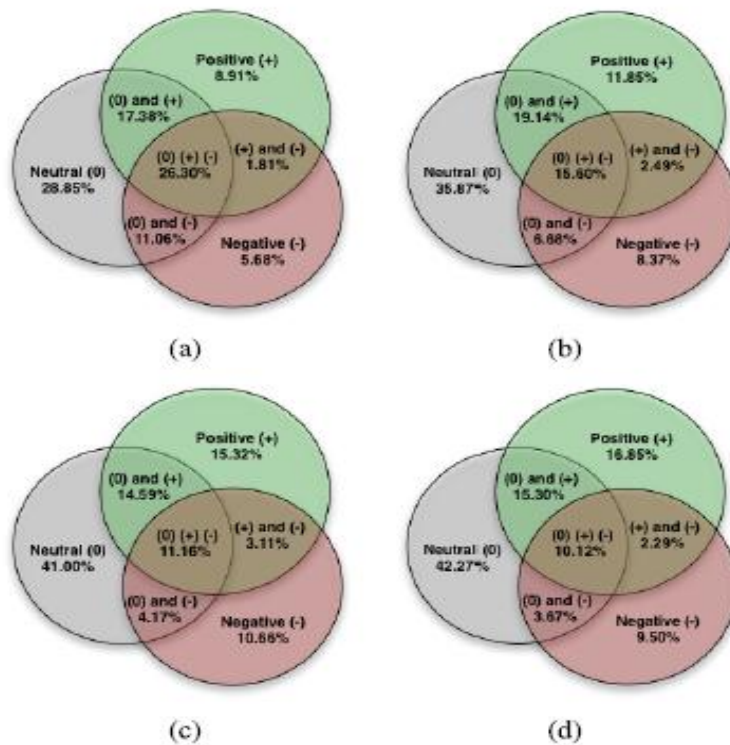 Positive (+)
8.91%
(0) and (+)
17.38%
Neutral (0)
28.85%
(0) (+) (-)
26.30%
(+) and (-)
1.81%
(0) and (-)
11.06%
Negative (-)
5.68%
(a)
Positive (+)
11.85%
(0) and (+)
19.14%
Neutral (0)
35.87%
(0) (+) (-)
15.60%
(+) and (-)
2.49%
(0) and (-)
6.68%
Negative (-)
8.37%
(b)
Positive (+)
15.32%
(0) and (+)
14.59%
Neutral (0)
41.00%
(0) (+) (-)
11.16%
(+) and (-)
3.11%
(0) and (-)
4.17%
Negative (-)
10.66%
(c)
Positive (+)
16.85%
(0) and (+)
15.30%
Neutral (0)
42.27%
(0) (+) (-)
10.12%
(+) and (-)
2.29%
(0) and (-)
3.67%
Negative (-)
9.50%
(d)